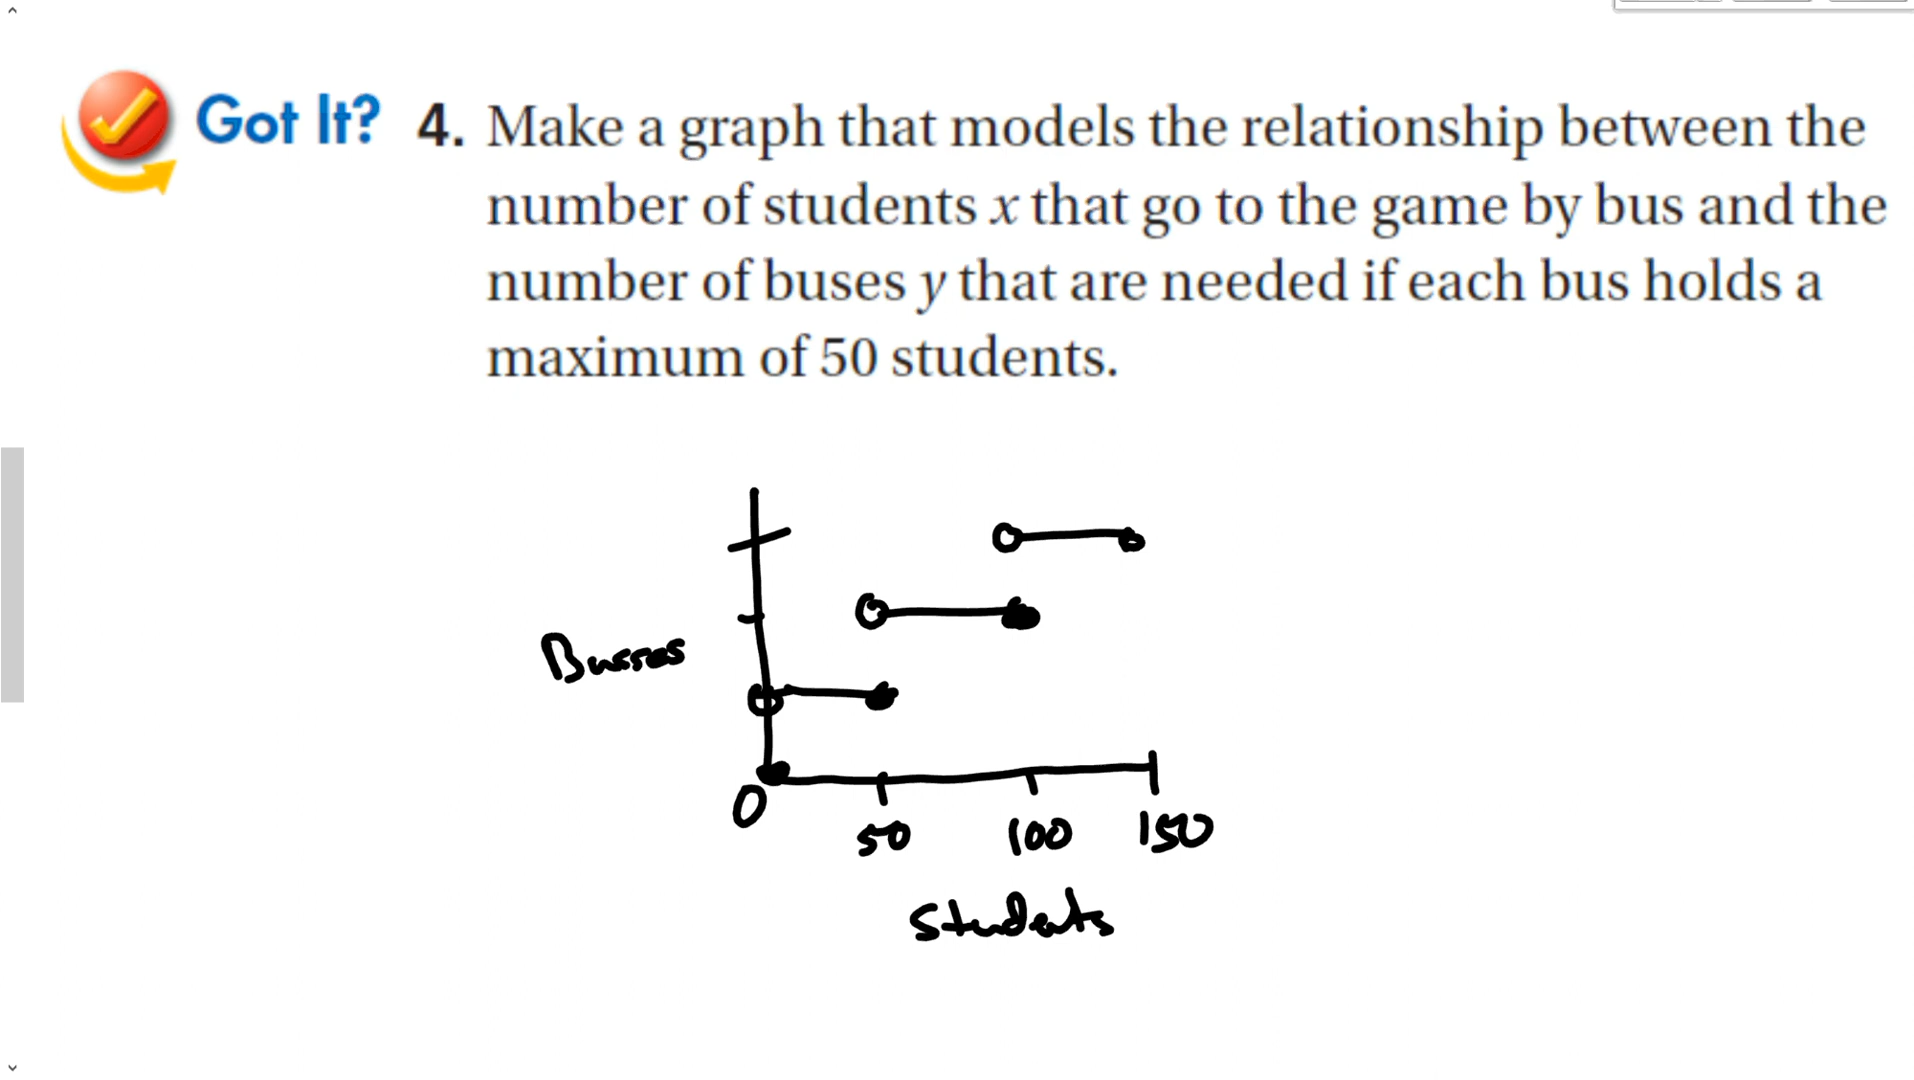 Got It? 4. Make a graph that models the relationship between the
number of students x that go to the game by bus and the
number of buses y that are needed if each bus holds a
maximum of 50 students.
Busses
0
50 100 150
students